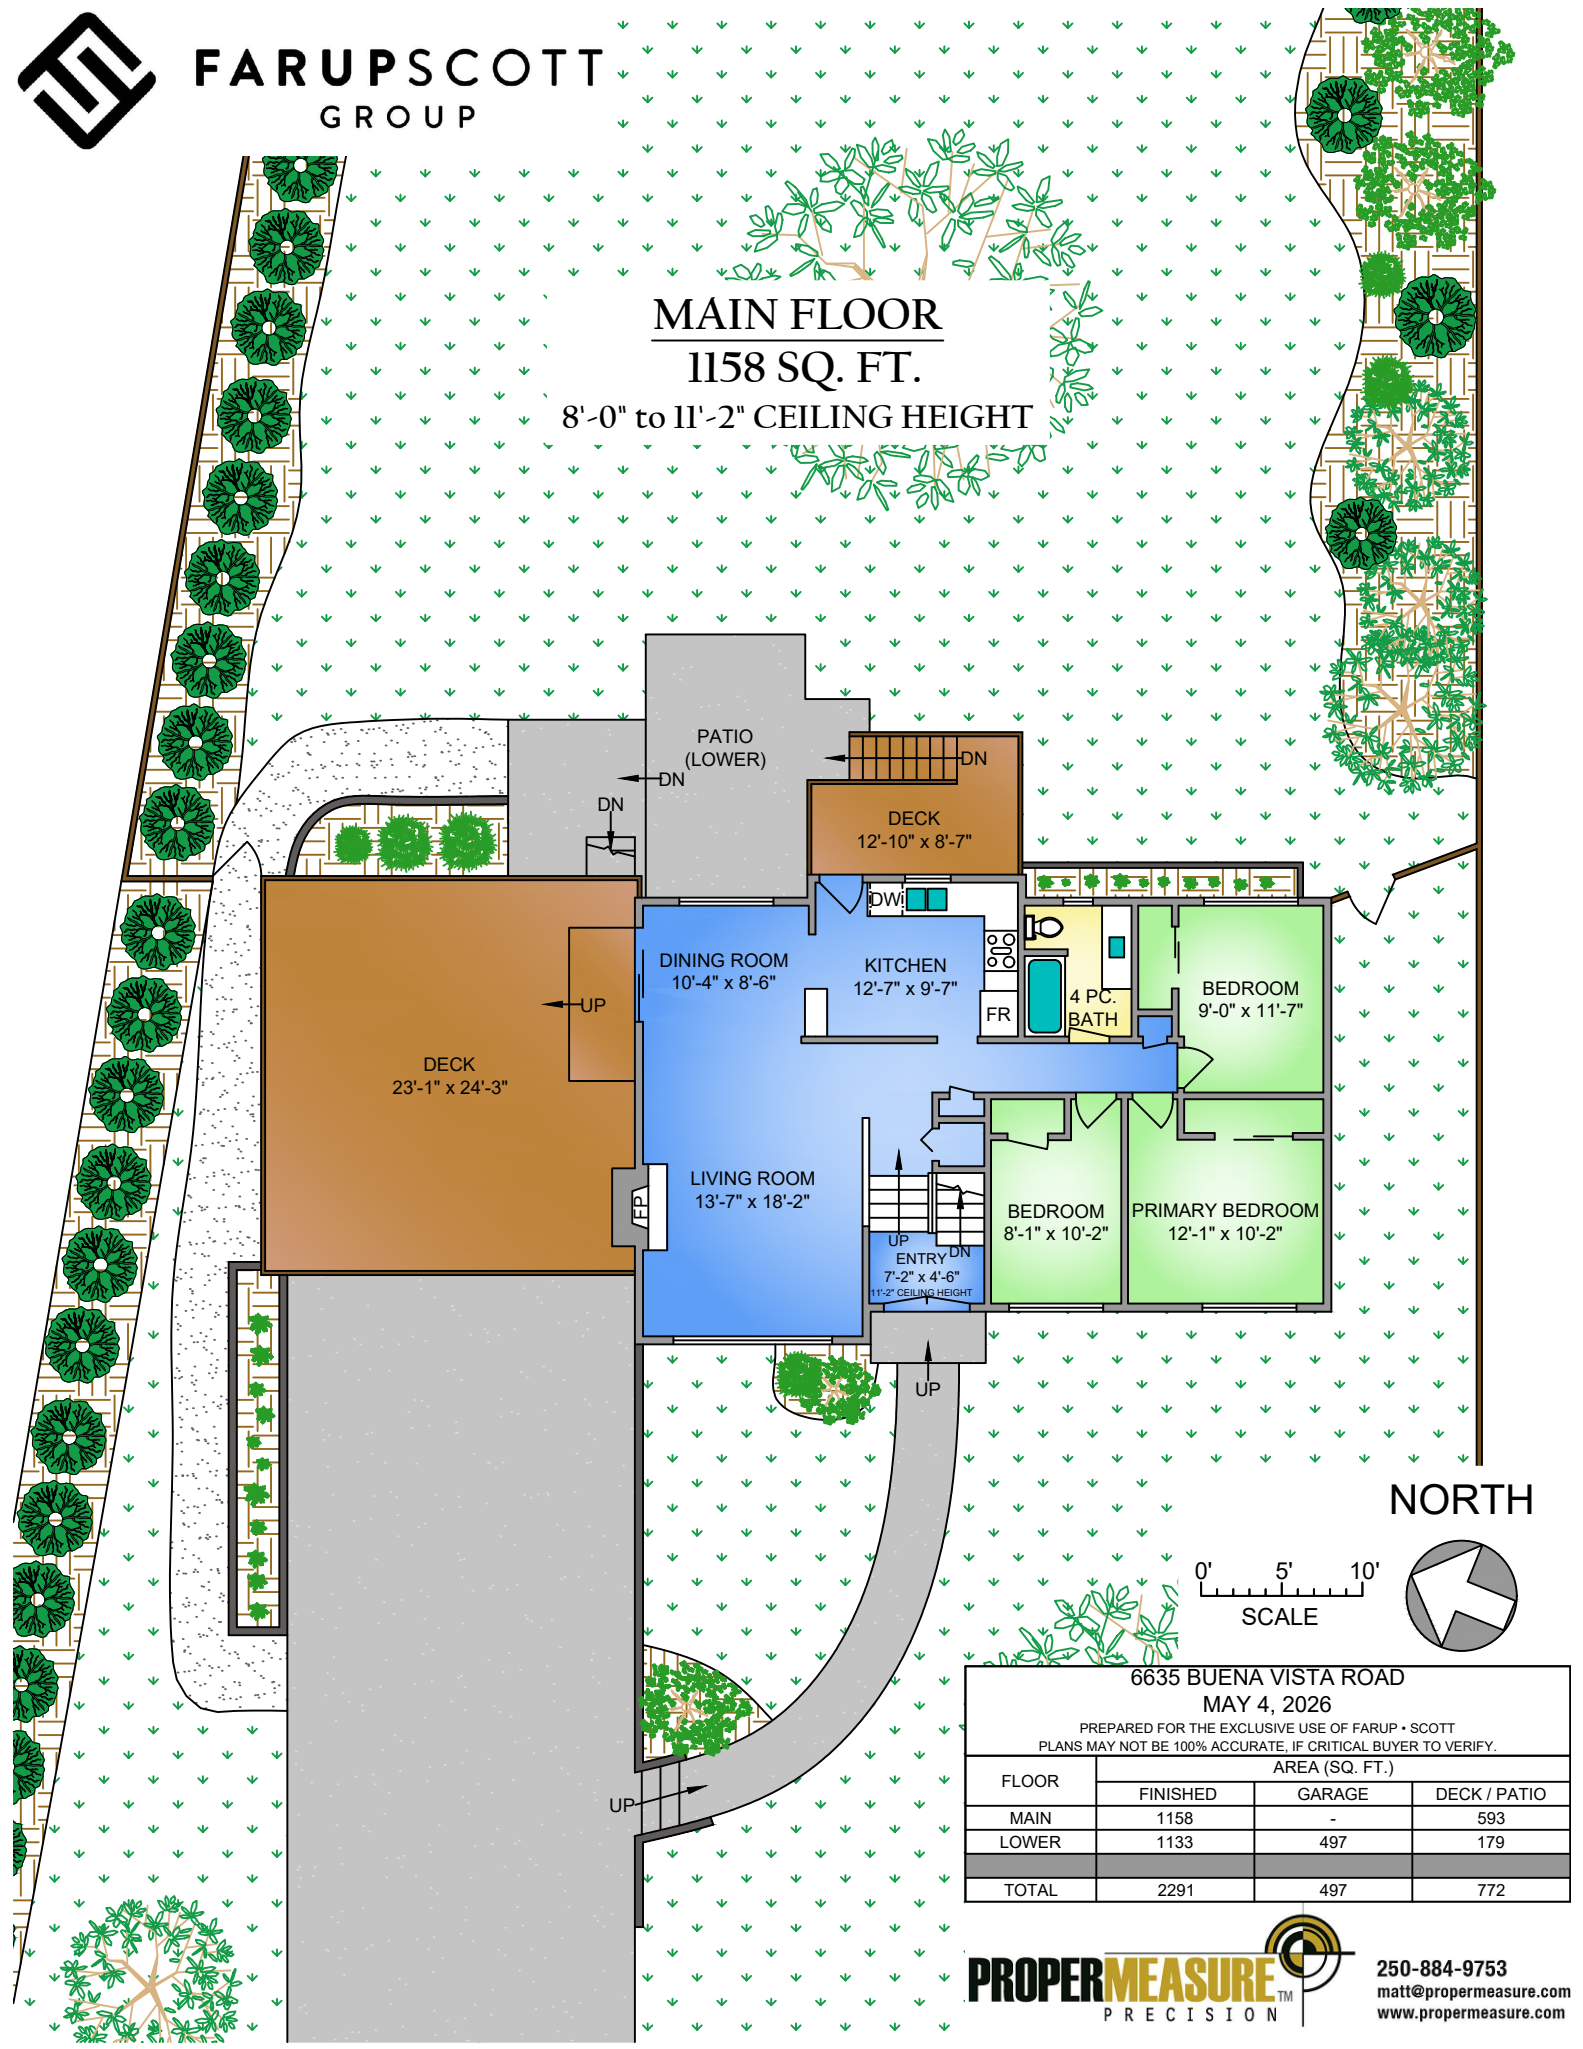 FARUPSCOTT
GROUP
MAIN FLOOR
1158 SQ. FT.
8'-0" to 11'-2" CEILING HEIGHT
PATIO
(LOWER)
DN
DN
DN
DECK
12'-10" x 8'-7"
DW
DINING ROOM
10'-4" x 8'-6"
KITCHEN
12'-7" x 9'-7"
FR
4 PC.
BATH
BEDROOM
9'-0" x 11'-7"
UP
DECK
23'-1" x 24'-3"
LIVING ROOM
13'-7" x 18'-2"
FP
BEDROOM
8'-1" x 10'-2"
PRIMARY BEDROOM
12'-1" x 10'-2"
UP
DN
ENTRY
7'-2" x 4'-6"
11'-2" CEILING HEIGHT
UP
UP
NORTH
0' 5' 10'
SCALE
6635 BUENA VISTA ROAD
MAY 4, 2026
PREPARED FOR THE EXCLUSIVE USE OF FARUP • SCOTT
PLANS MAY NOT BE 100% ACCURATE, IF CRITICAL BUYER TO VERIFY.
FLOOR AREA (SQ. FT.)
FINISHED GARAGE DECK / PATIO
MAIN 1158 - 593
LOWER 1133 497 179
TOTAL 2291 497 772
PROPERMEASURE TM
PRECISION
250-884-9753
matt@propermeasure.com
www.propermeasure.com